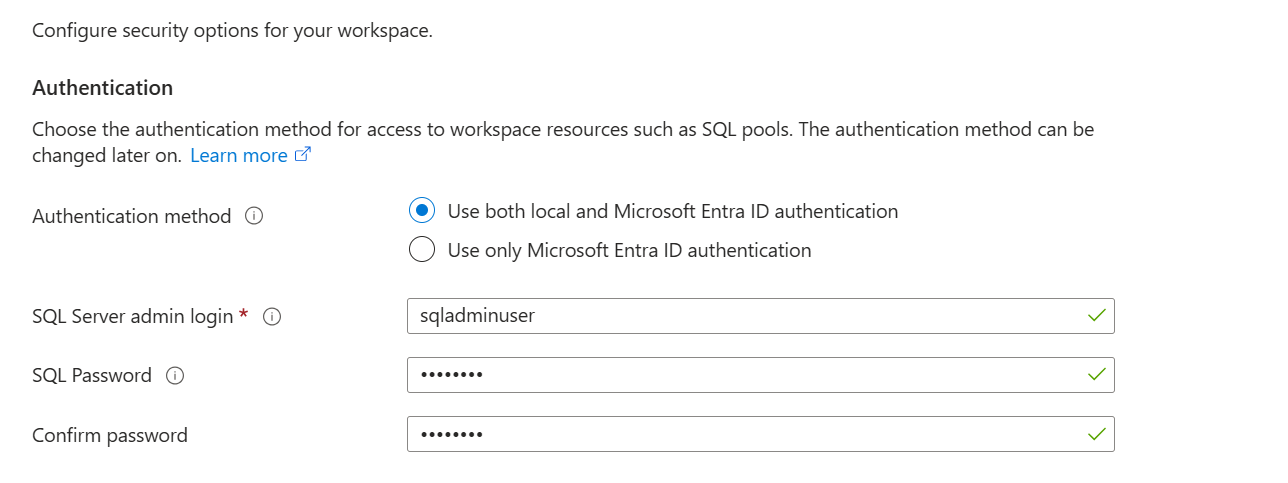 Configure security options for your workspace.
Authentication
Choose the authentication method for access to workspace resources such as SQL pools. The authentication method can be
changed later on. Learn more
Authentication method
Use both local and Microsoft Entra ID authentication
Use only Microsoft Entra ID authentication
SQL Server admin login *
sqladminuser
SQL Password
••••••••
Confirm password
••••••••